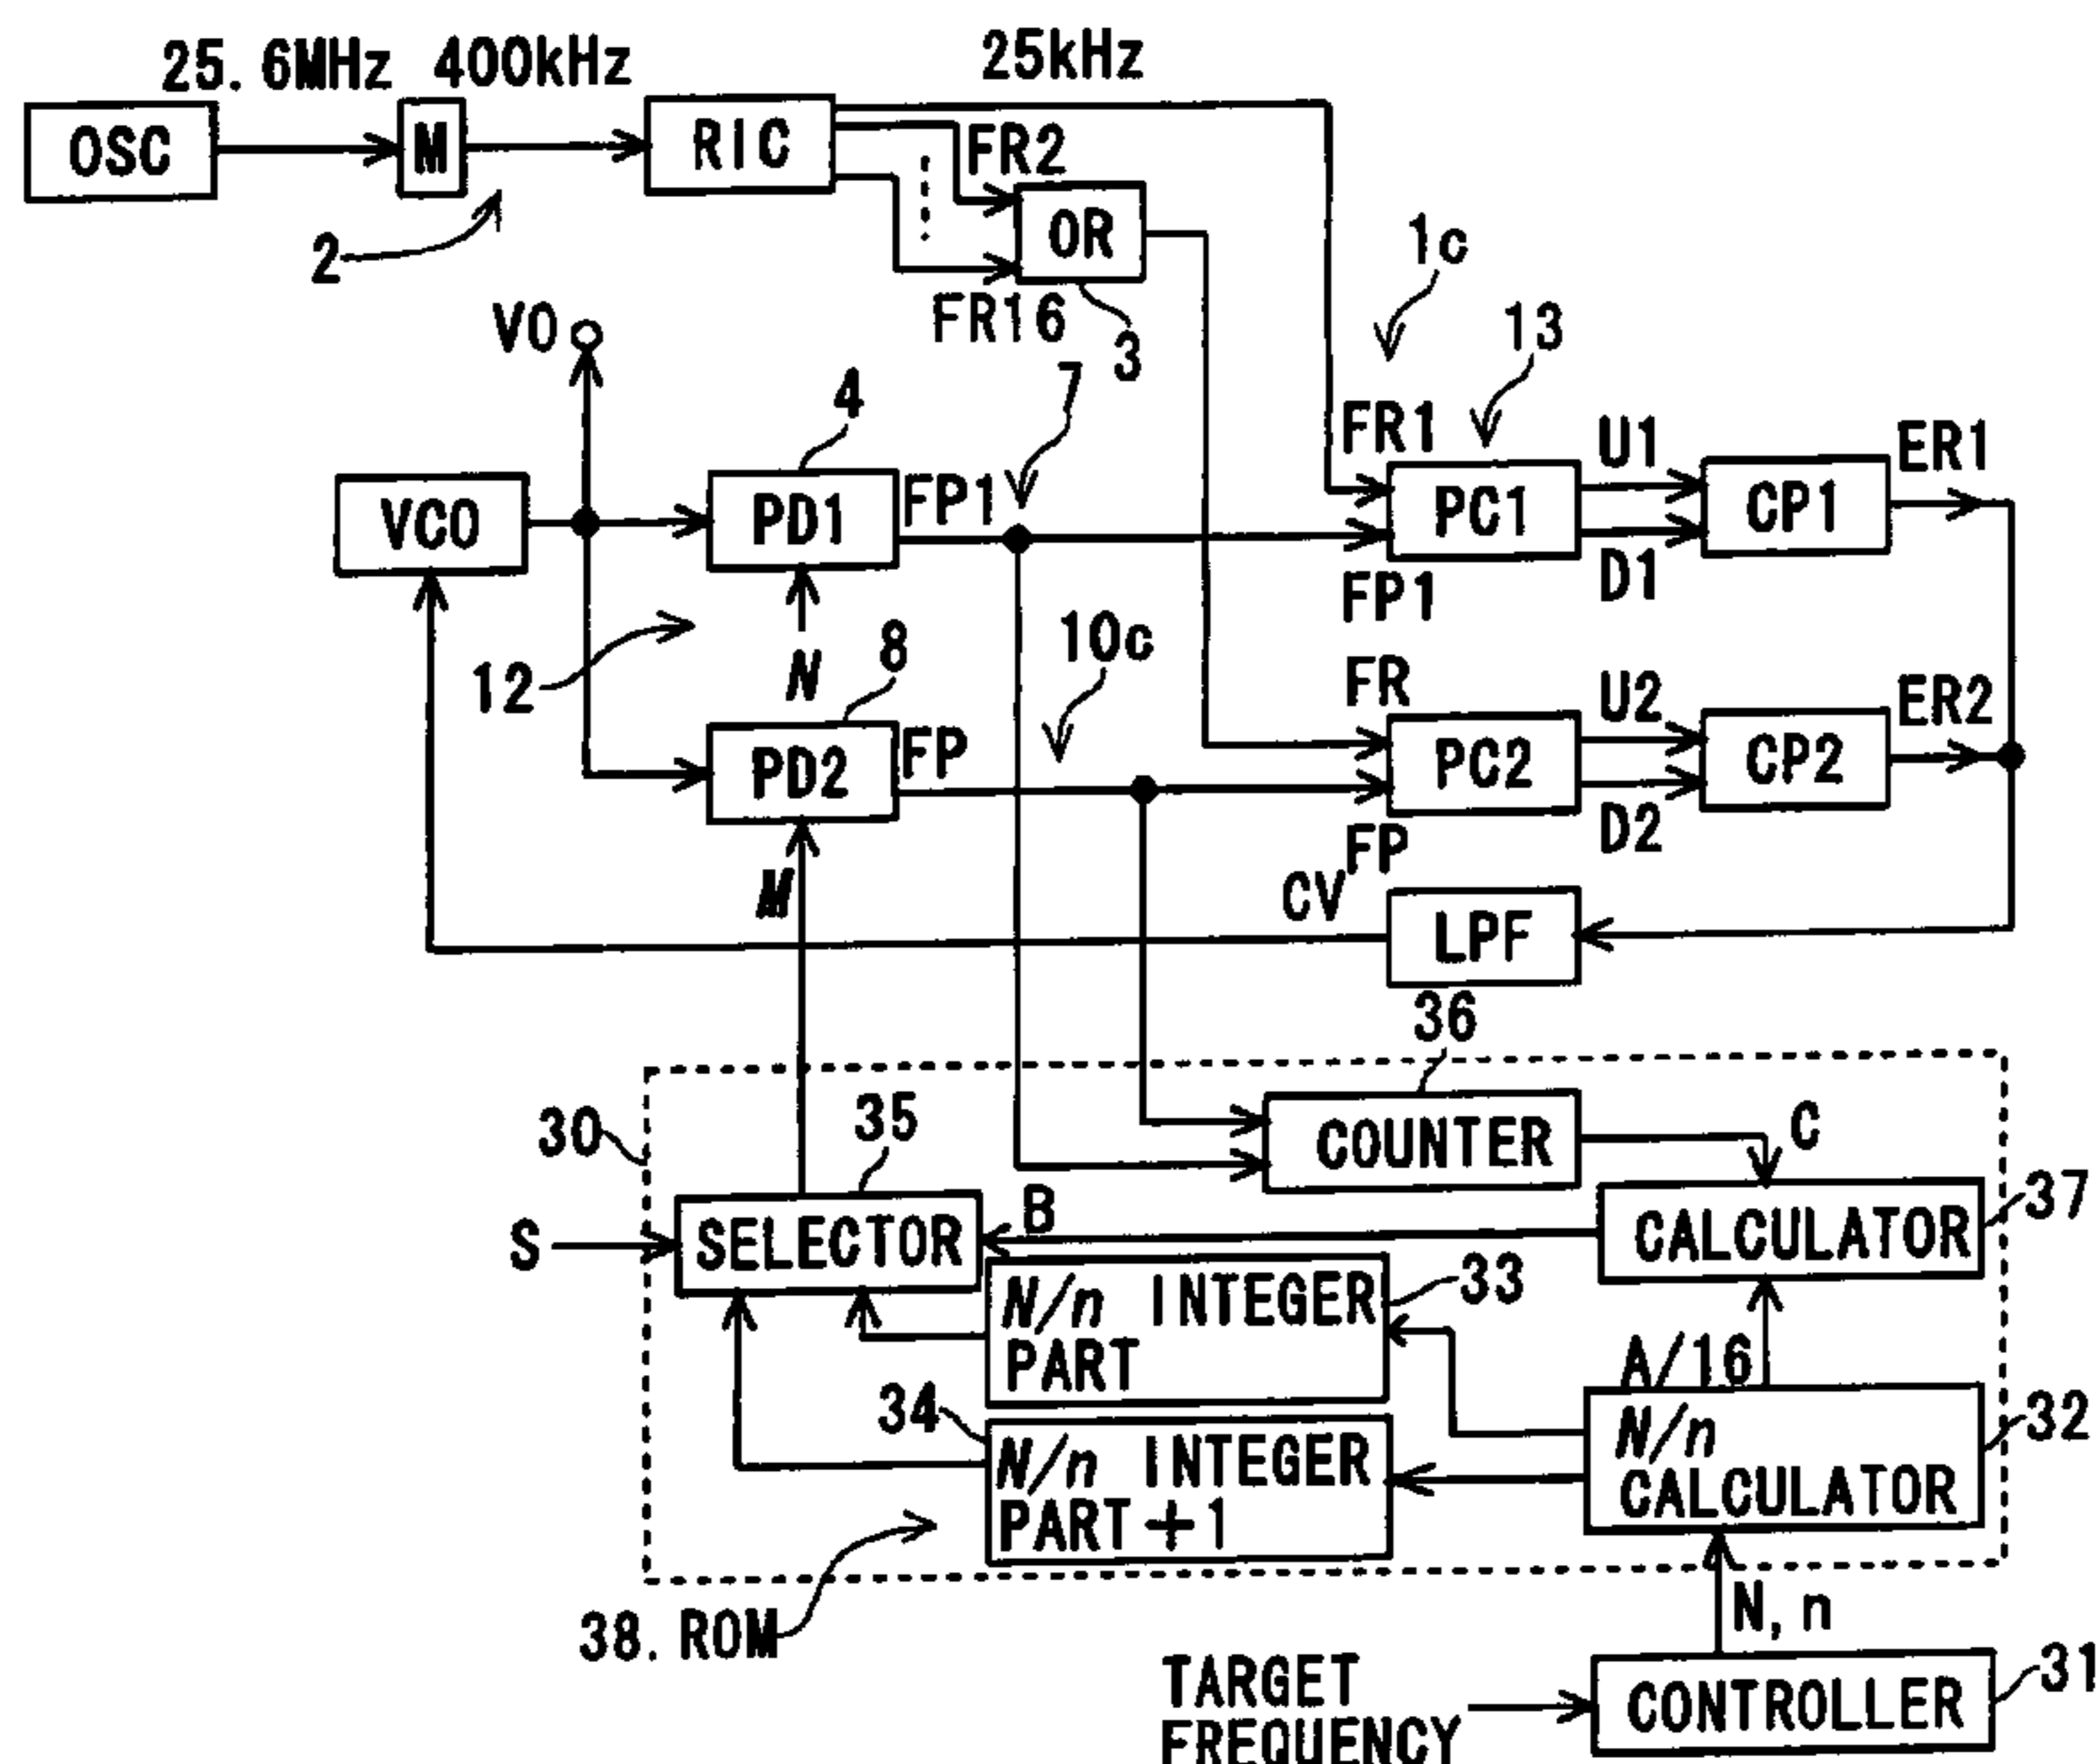 25.6MHz 400kHz 25kHz
OSC M RIC FR2
OR
2
FR16
3
1c
VO
7
13
4
FR1 U1 ER1
VCO PD1 FP1 PC1 CP1
FP1 D1
12
N
8
10c
FR U2 ER2
PD2 FP PC2 CP2
FP D2
M
CV
LPF
36
30
35
COUNTER
C
37
S SELECTOR B CALCULATOR
N/n INTEGER
PART
33
A/16
34
N/n INTEGER
PART+1
N/n
CALCULATOR
32
38. ROM
N, n
TARGET
FREQUENCY
CONTROLLER
31